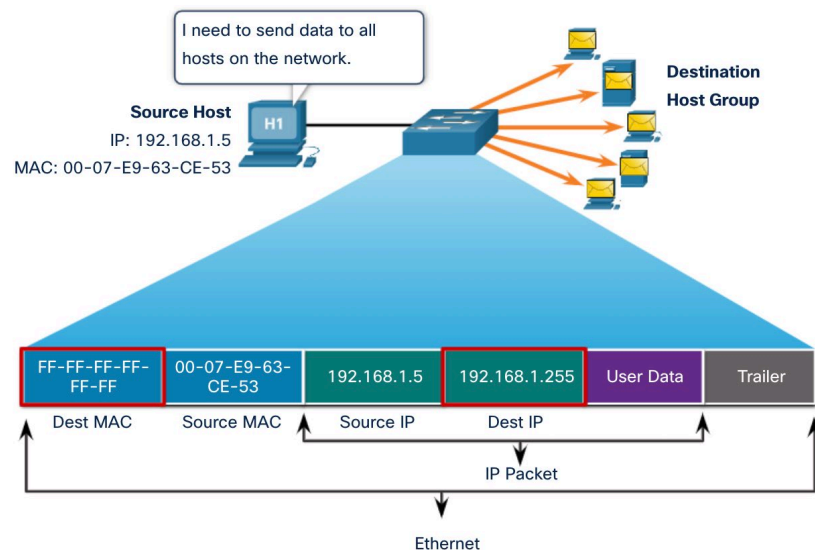 I need to send data to all
hosts on the network.
Destination
Host Group
Source Host
H1
IP: 192.168.1.5
MAC: 00-07-E9-63-CE-53
FF-FF-FF-FF-
FF-FF
00-07-E9-63-
CE-53
192.168.1.5
192.168.1.255
User Data
Trailer
Dest MAC
Source MAC
Source IP
Dest IP
IP Packet
Ethernet